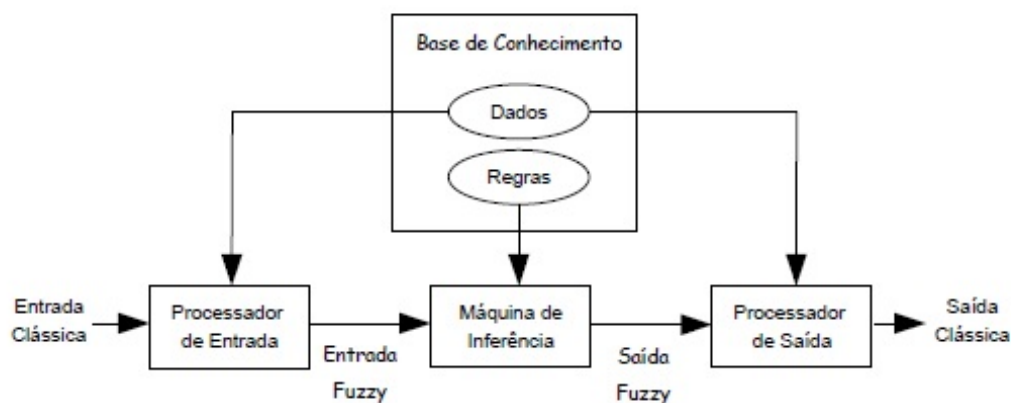 Base de Conhecimento
Dados
Regras
Entrada
Clássica
Processador
de Entrada
Entrada
Fuzzy
Máquina de
Inferência
Saída
Fuzzy
Processador
de Saída
Saída
Clássica